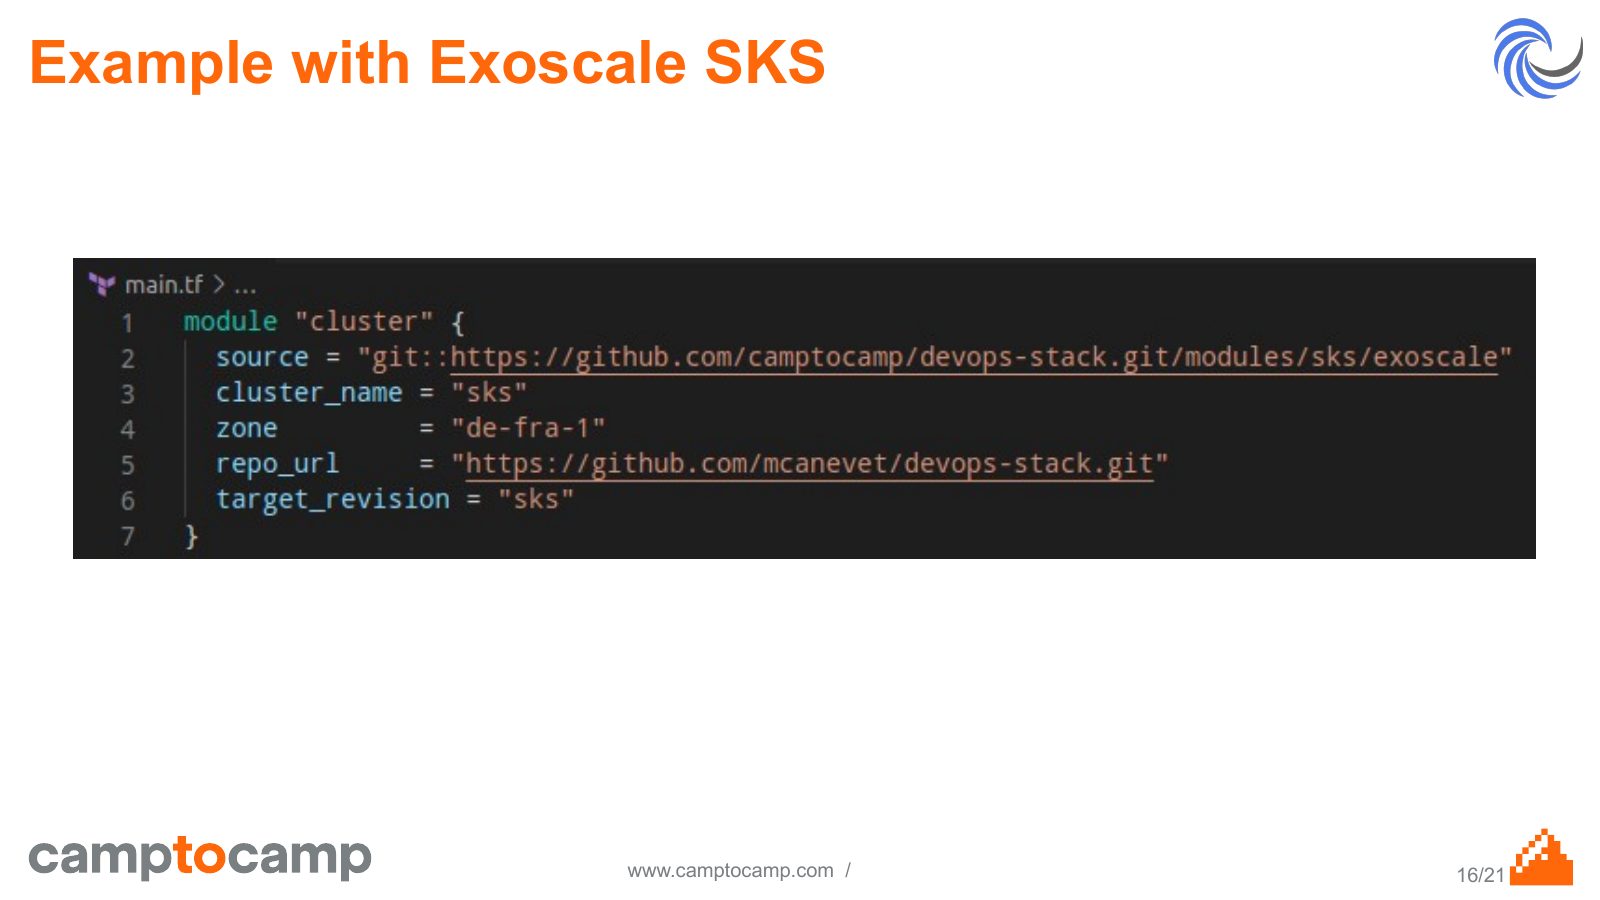 Example with Exoscale SKS
main.tf > ...
1 module "cluster" {
2 source = "git::https://github.com/camptocamp/devops-stack.git/modules/sks/exoscale"
3 cluster_name = "sks"
4 zone = "de-fra-1"
5 repo_url = "https://github.com/mcanevet/devops-stack.git"
6 target_revision = "sks"
7 }
camptocamp
www.camptocamp.com /
16/21